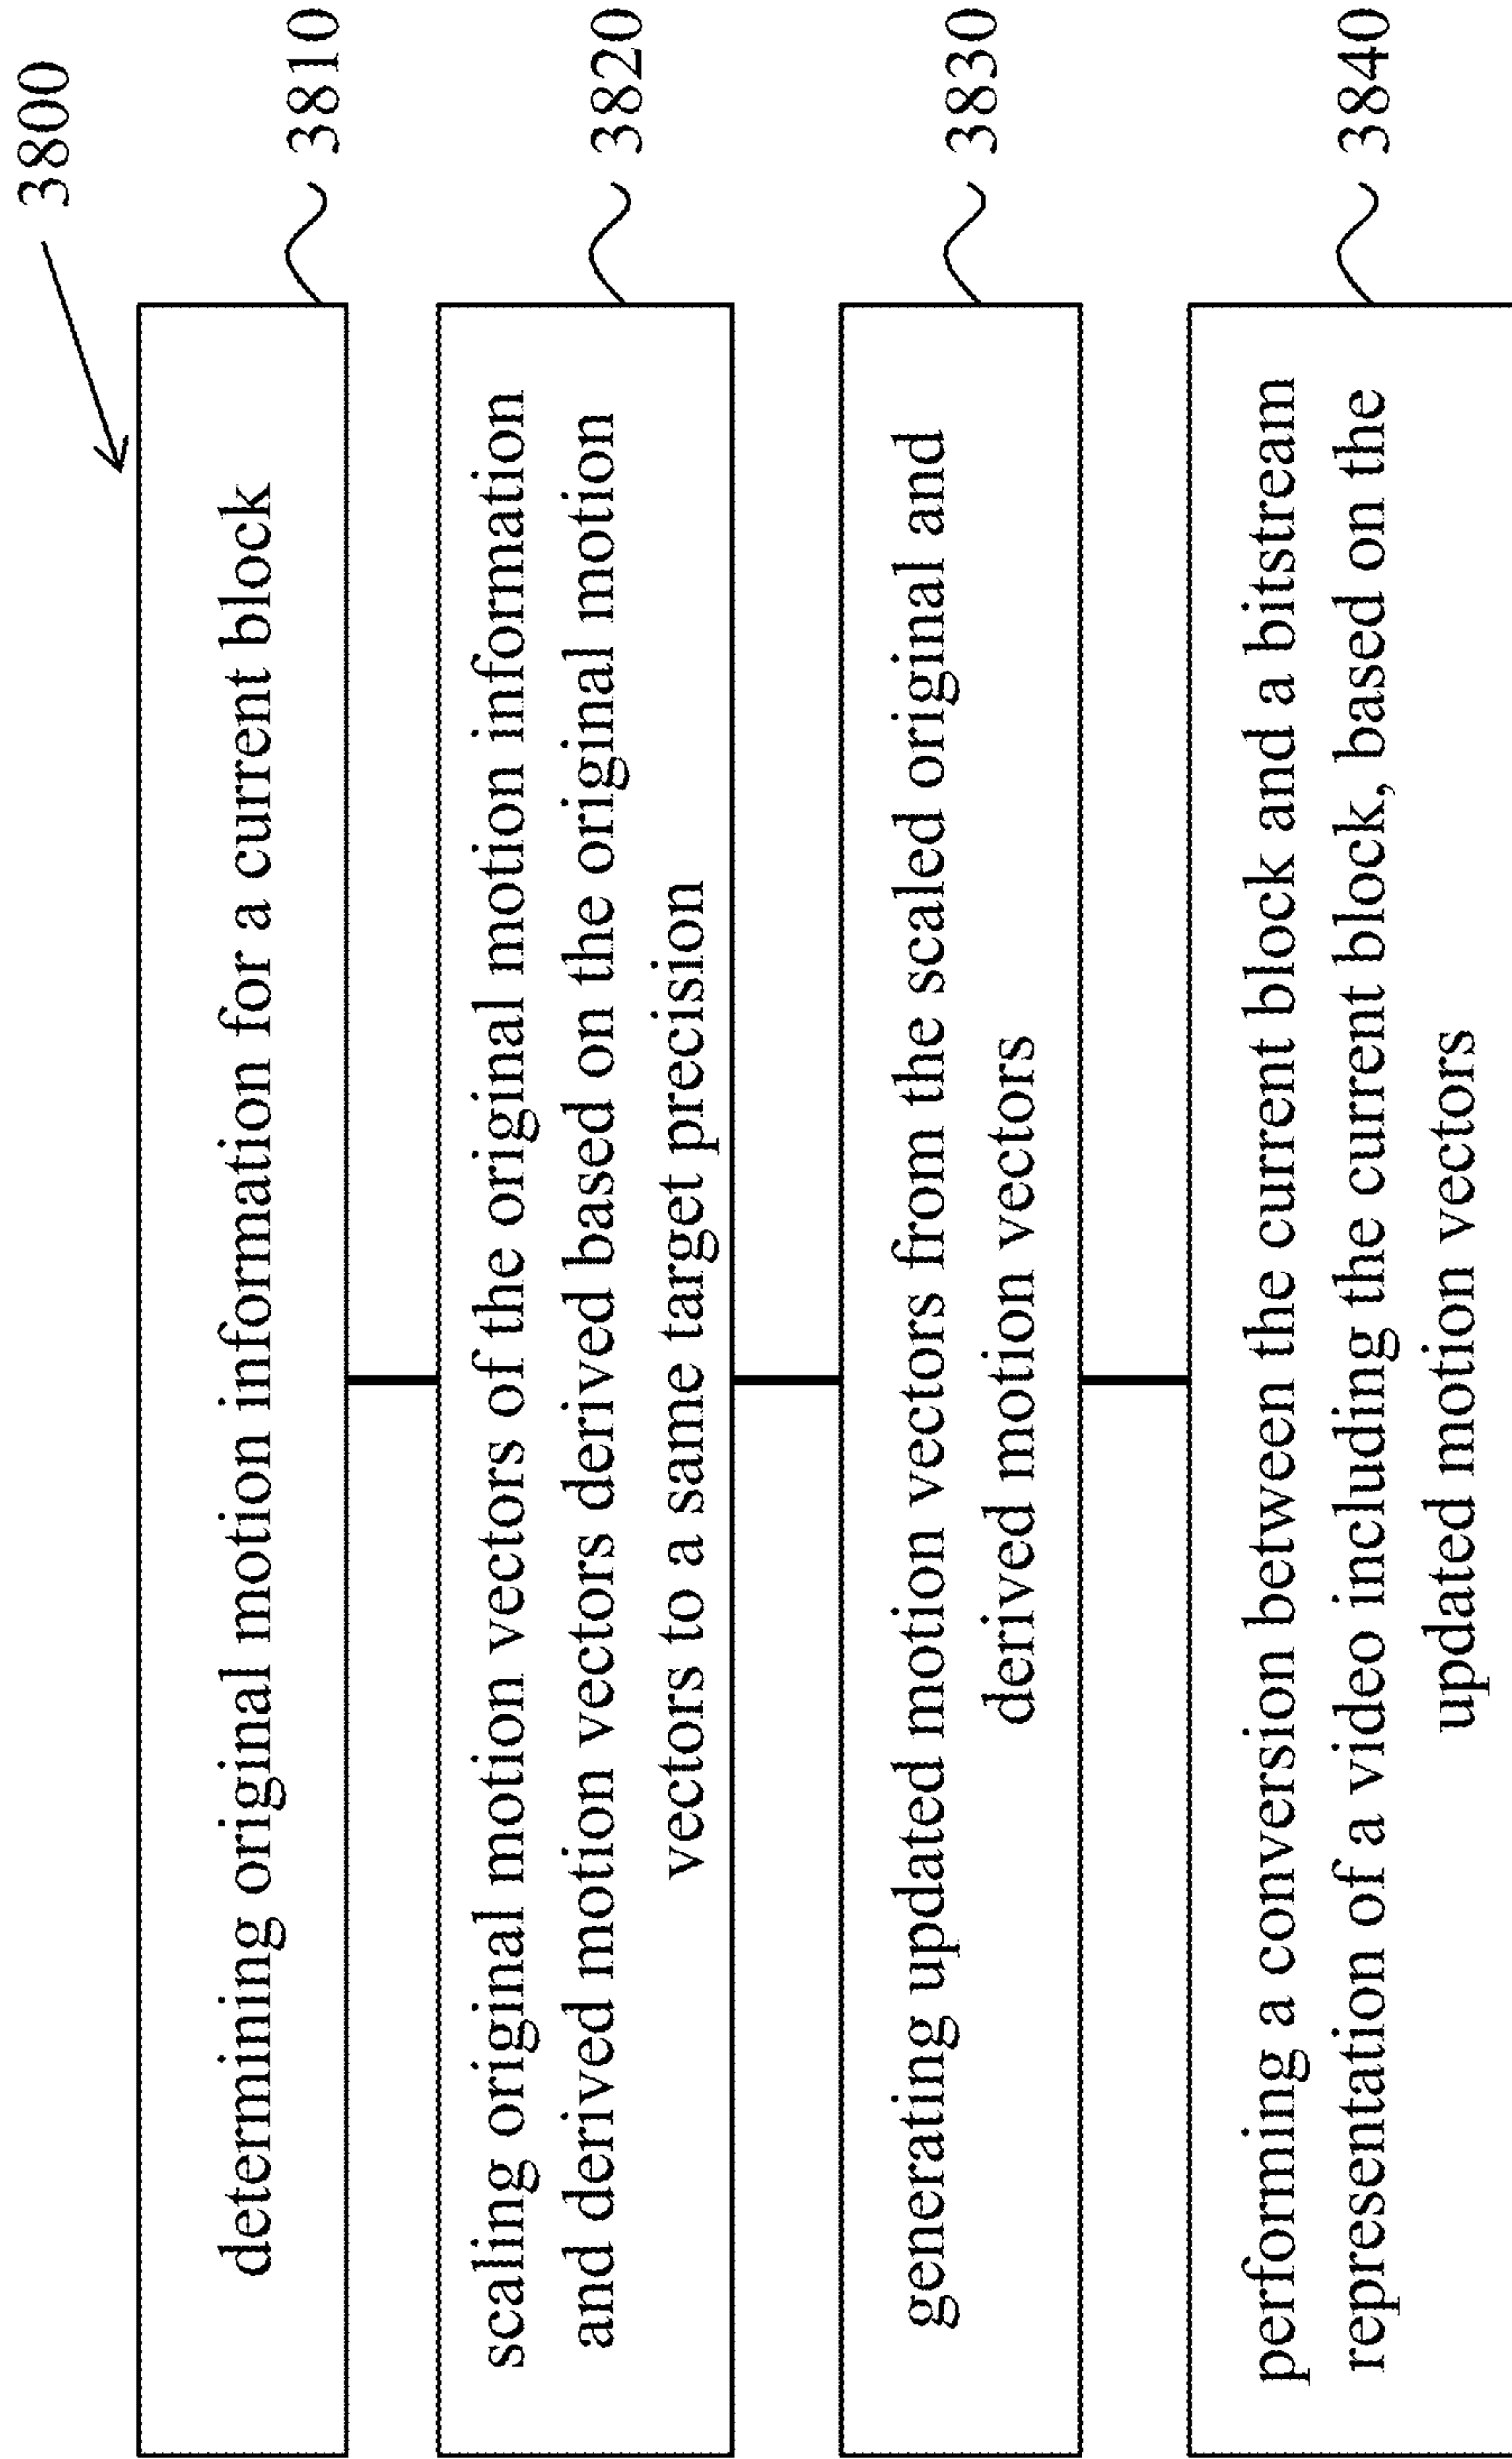 3800
determining original motion information for a current block
3810
scaling original motion vectors of the original motion information
and derived motion vectors derived based on the original motion
vectors to a same target precision
3820
generating updated motion vectors from the scaled original and
derived motion vectors
3830
performing a conversion between the current block and a bitstream
representation of a video including the current block, based on the
updated motion vectors
3840